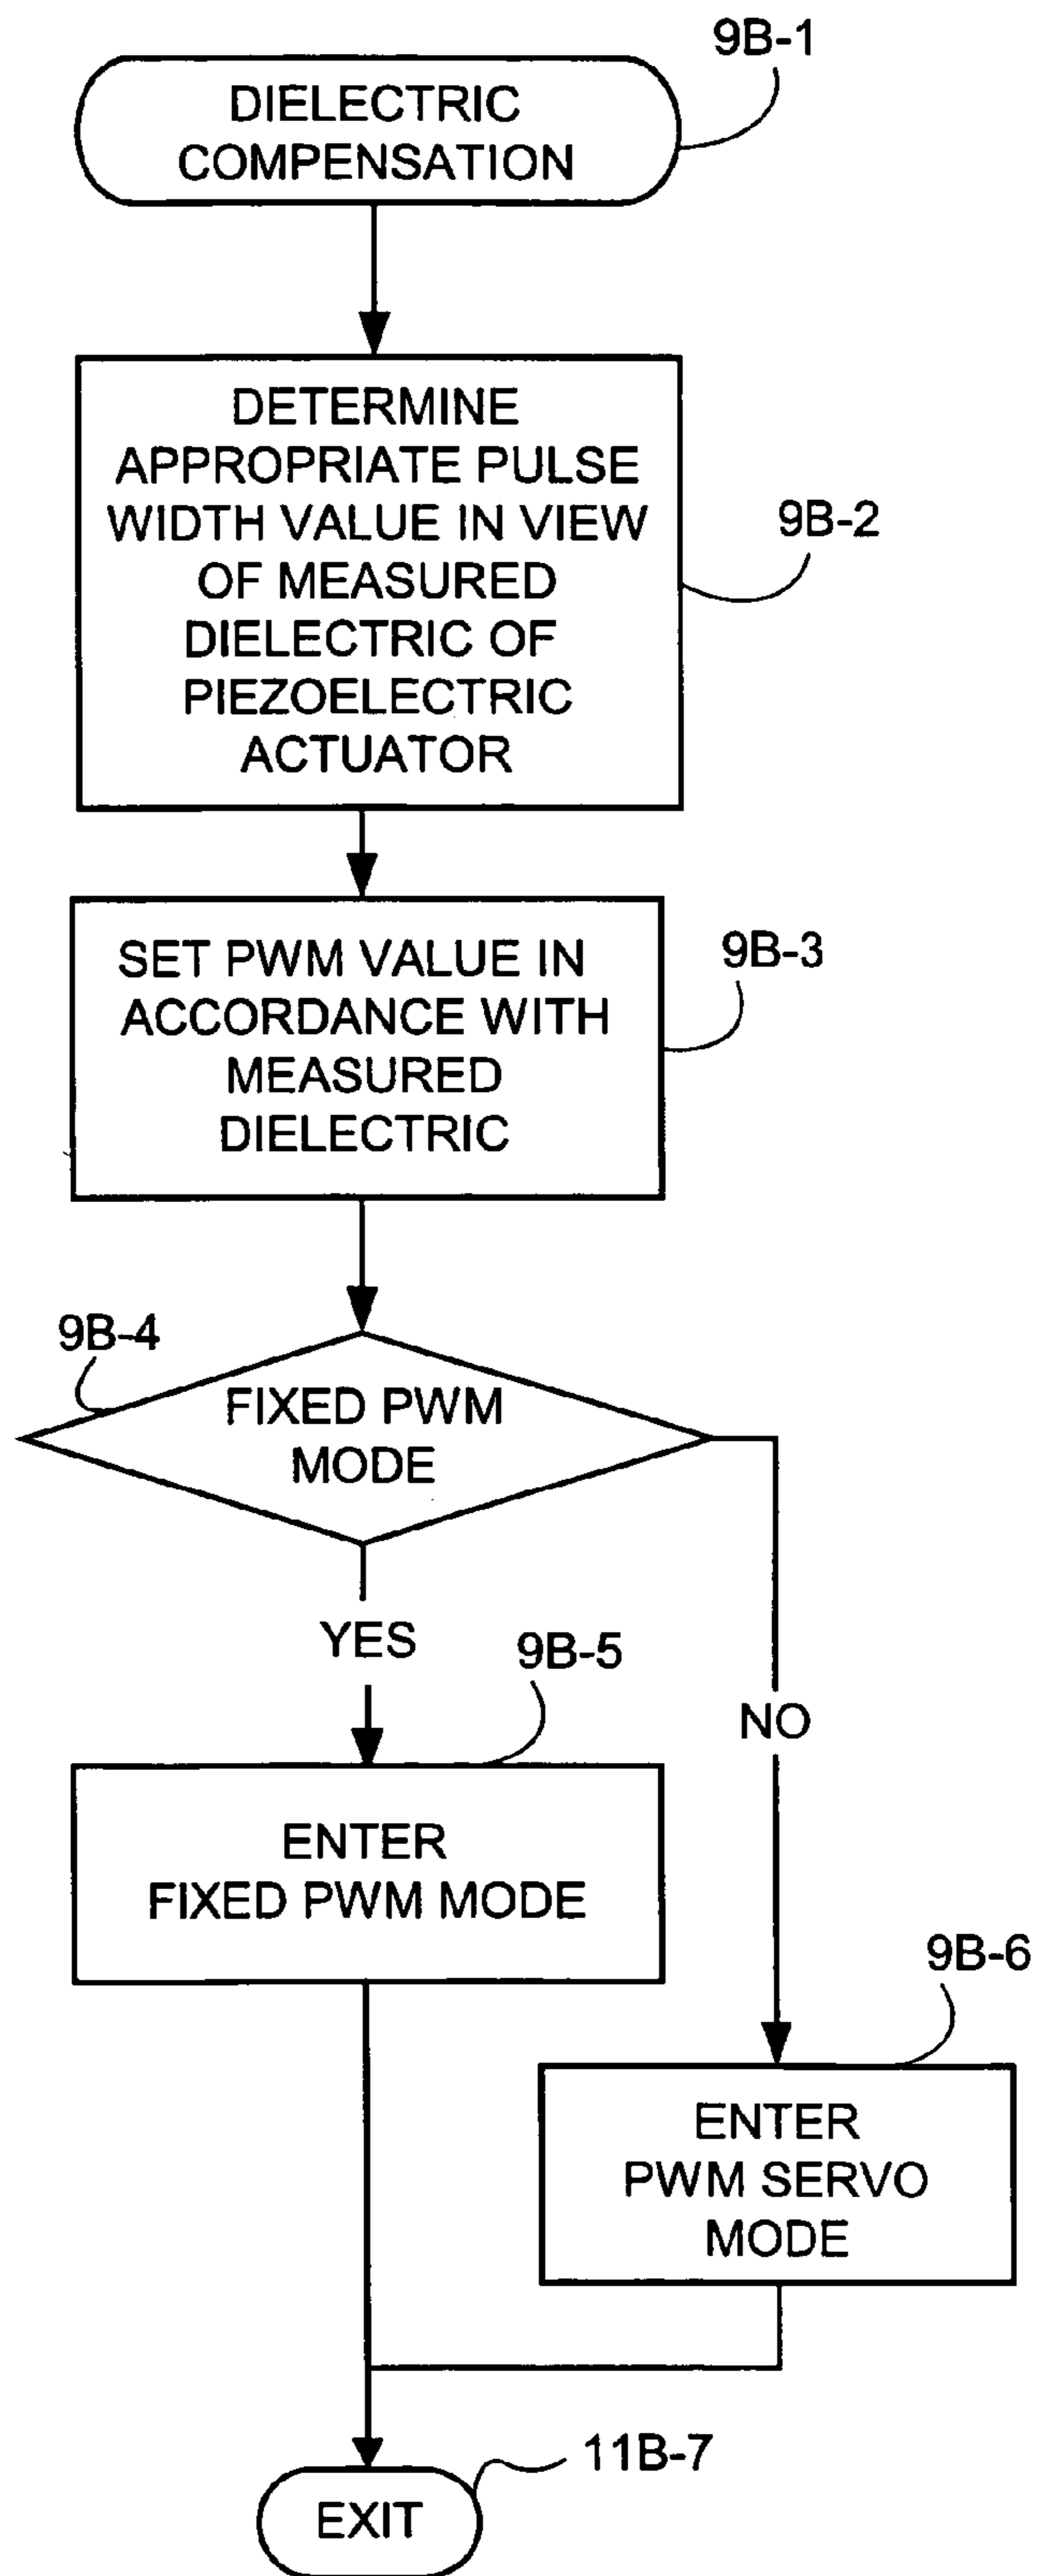 9B-1
DIELECTRIC
COMPENSATION
DETERMINE
APPROPRIATE PULSE
WIDTH VALUE IN VIEW
OF MEASURED
DIELECTRIC OF
PIEZOELECTRIC
ACTUATOR
9B-2
SET PWM VALUE IN
ACCORDANCE WITH
MEASURED
DIELECTRIC
9B-3
9B-4
FIXED PWM
MODE
YES
NO
9B-5
ENTER
FIXED PWM MODE
9B-6
ENTER
PWM SERVO
MODE
11B-7
EXIT